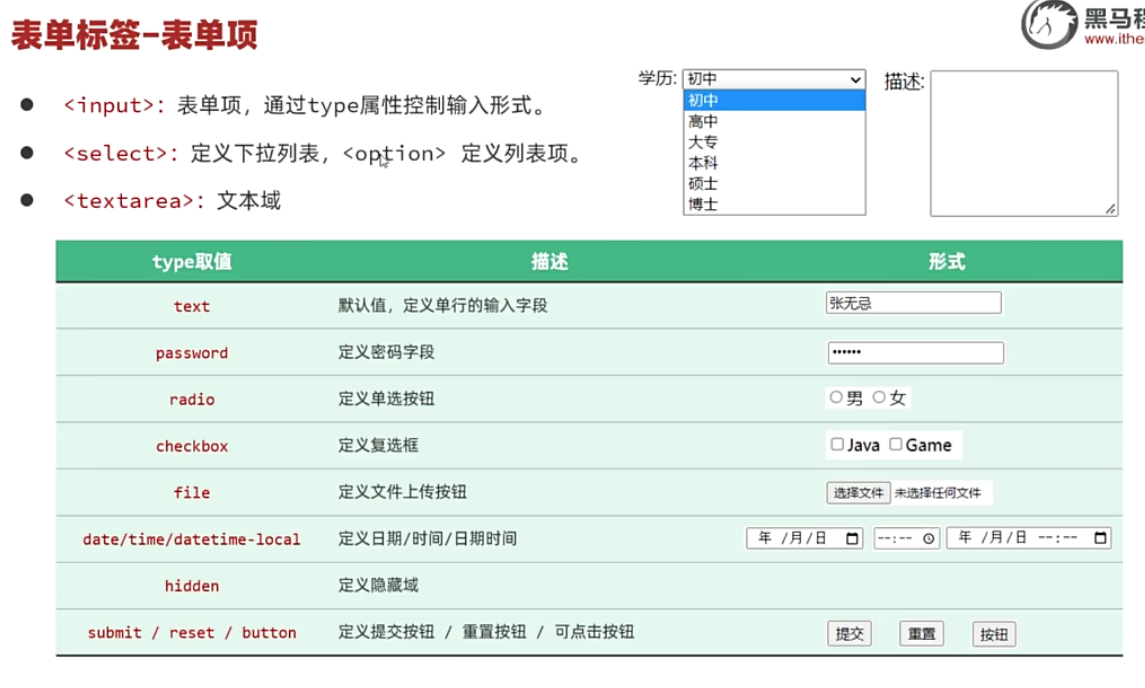 表单标签-表单项
黑马程
www.ithe
<input>: 表单项，通过type属性控制输入形式。
<select>: 定义下拉列表，<option> 定义列表项。
<textarea>: 文本域
学历: 初中
初中
高中
大专
本科
硕士
博士
描述:
type取值 描述 形式
text 默认值，定义单行的输入字段 张无忌
password 定义密码字段 ••••••
radio 定义单选按钮 男 女
checkbox 定义复选框 Java Game
file 定义文件上传按钮 选择文件 未选择任何文件
date/time/datetime-local 定义日期/时间/日期时间 年 /月/日 --:-- 年 /月/日 --:--
hidden 定义隐藏域
submit / reset / button 定义提交按钮 / 重置按钮 / 可点击按钮 提交 重置 按钮